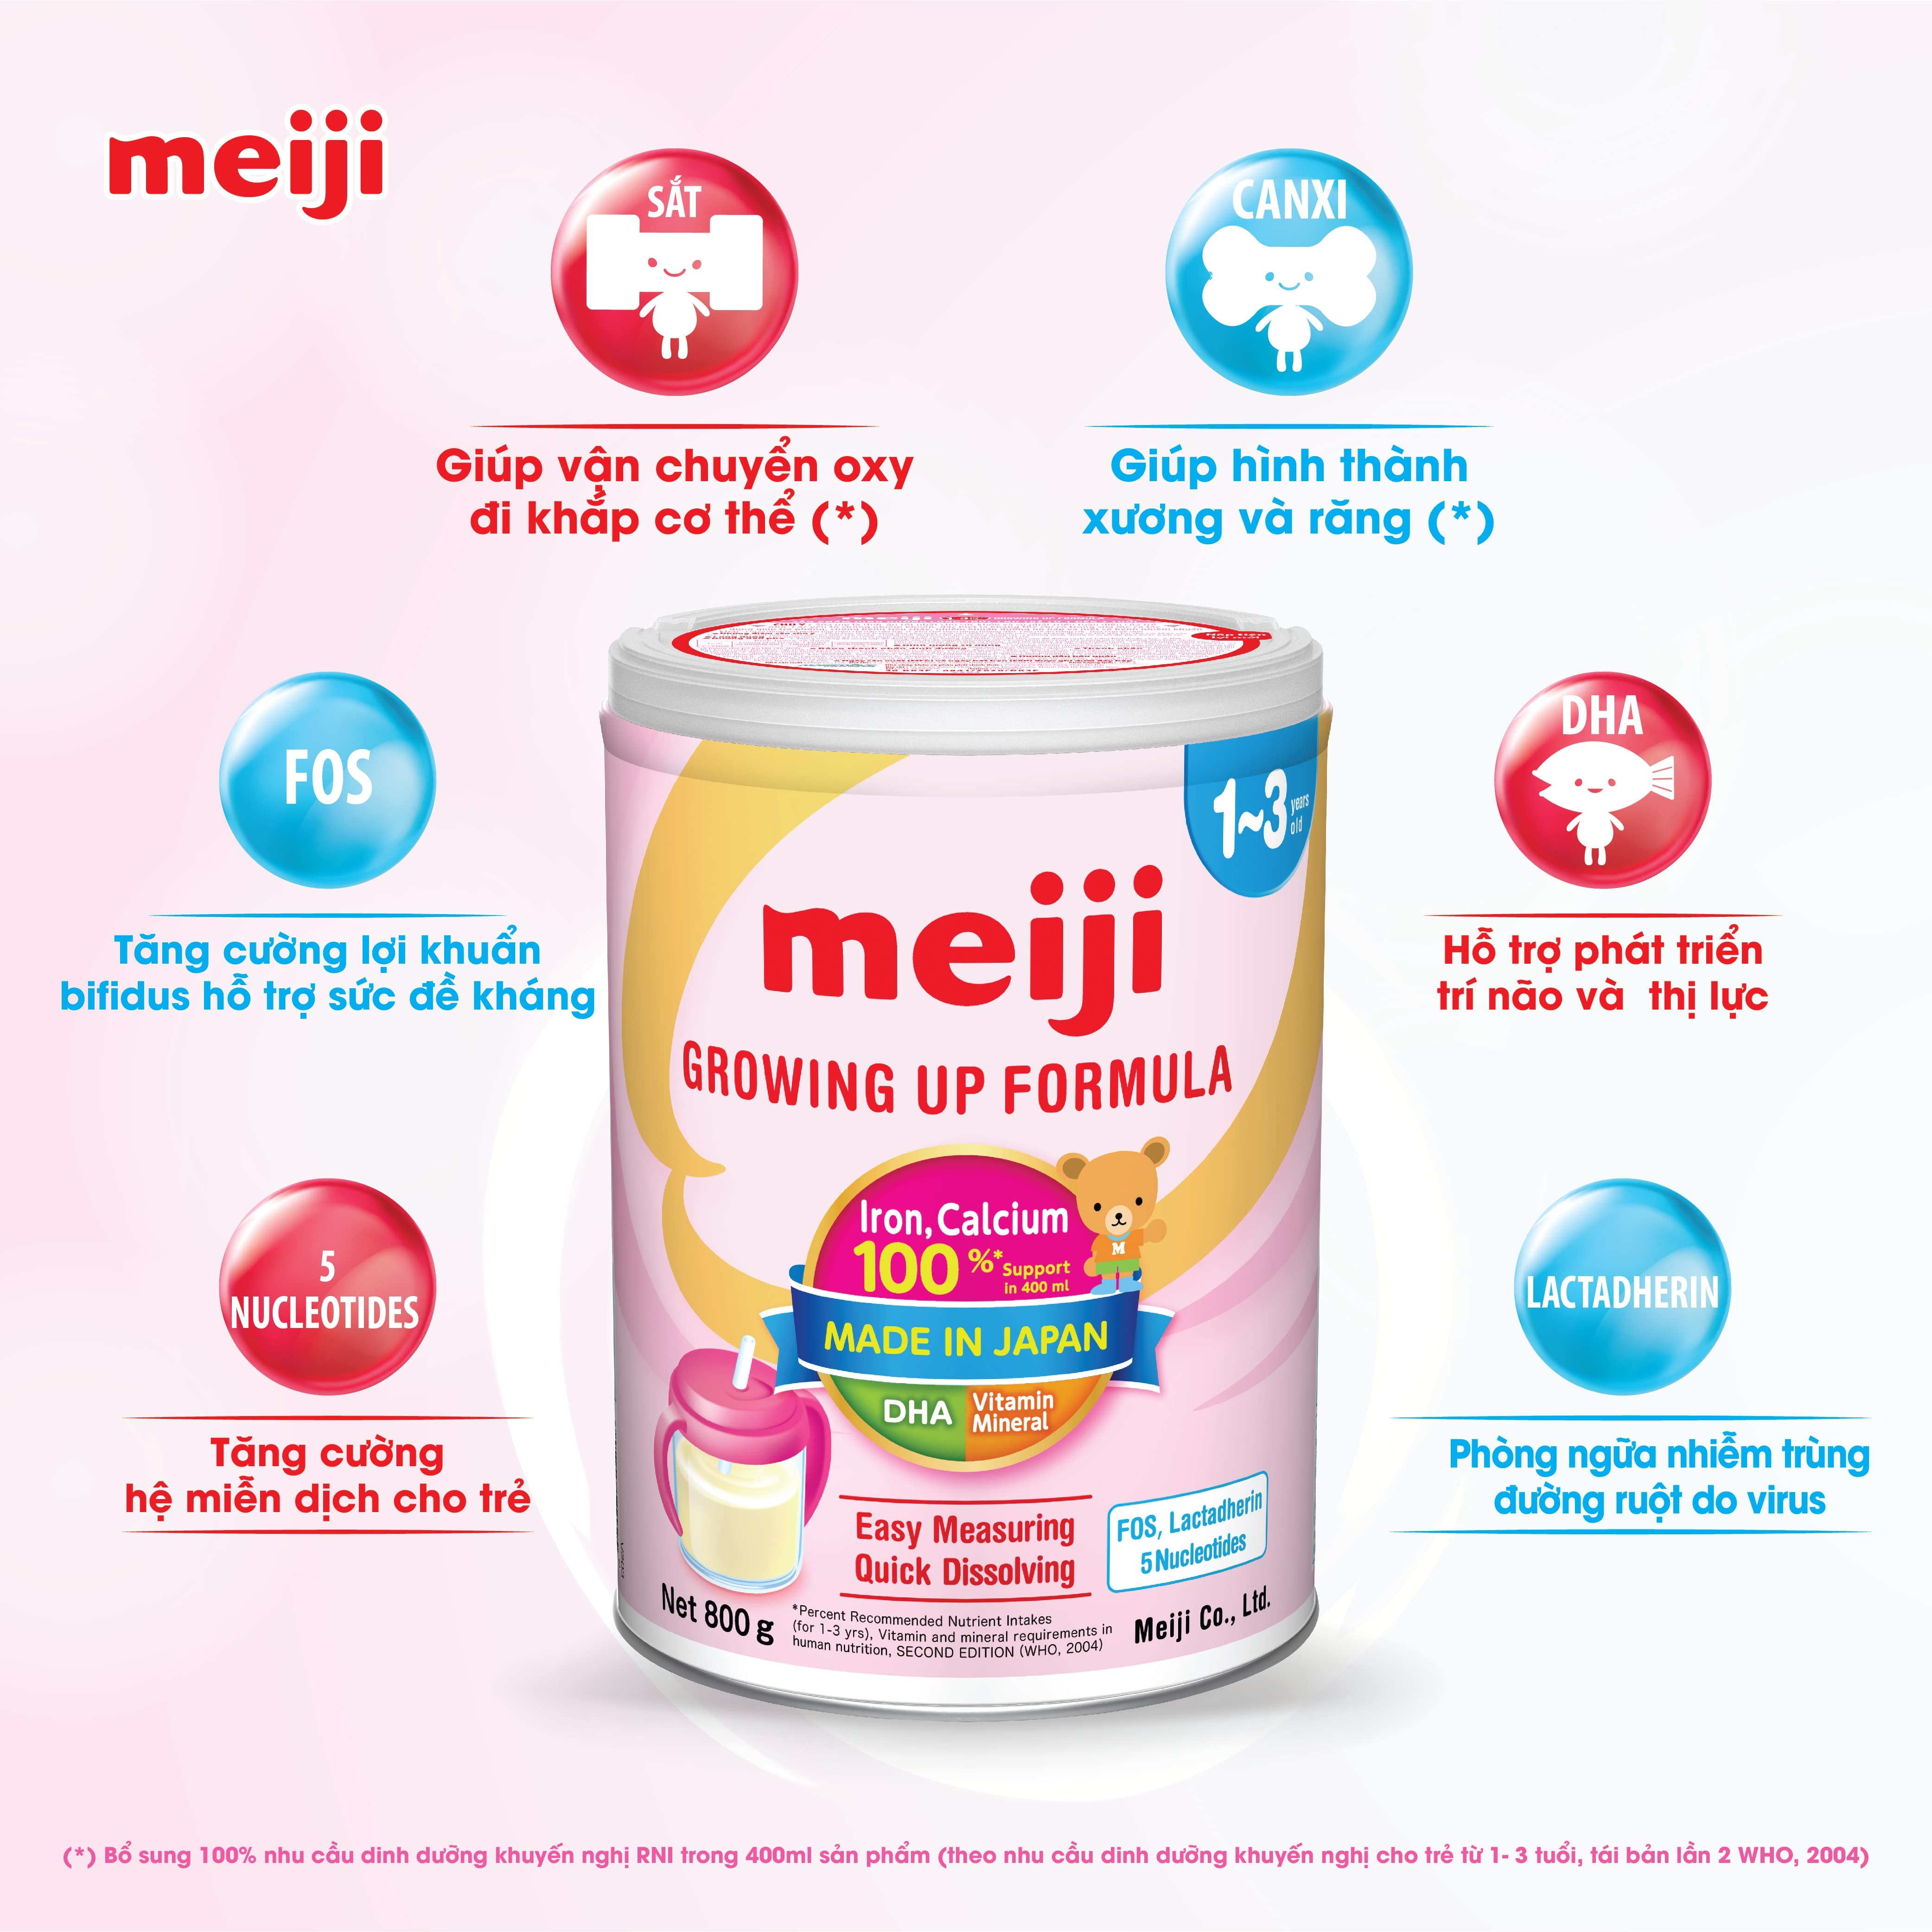 meiji
SẮT
Giúp vận chuyển oxy
đi khắp cơ thể (*)
CANXI
Giúp hình thành
xương và răng (*)
FOS
Tăng cường lợi khuẩn
bifidus hỗ trợ sức đề kháng
DHA
Hỗ trợ phát triển
trí não và thị lực
5
NUCLEOTIDES
Tăng cường
hệ miễn dịch cho trẻ
LACTADHERIN
Phòng ngừa nhiễm trùng
đường ruột do virus
1~3 years old
meiji
GROWING UP FORMULA
Iron, Calcium
100%* Support
in 400 ml
M
MADE IN JAPAN
DHA Vitamin
Mineral
Easy Measuring
Quick Dissolving
FOS, Lactadherin
5 Nucleotides
Net 800 g
*Percent Recommended Nutrient Intakes
(for 1-3 yrs), Vitamin and mineral requirements in
human nutrition, SECOND EDITION (WHO, 2004)
Meiji Co., Ltd.
(*) Bổ sung 100% nhu cầu dinh dưỡng khuyến nghị RNI trong 400ml sản phẩm (theo nhu cầu dinh dưỡng khuyến nghị cho trẻ từ 1- 3 tuổi, tái bản lần 2 WHO, 2004)